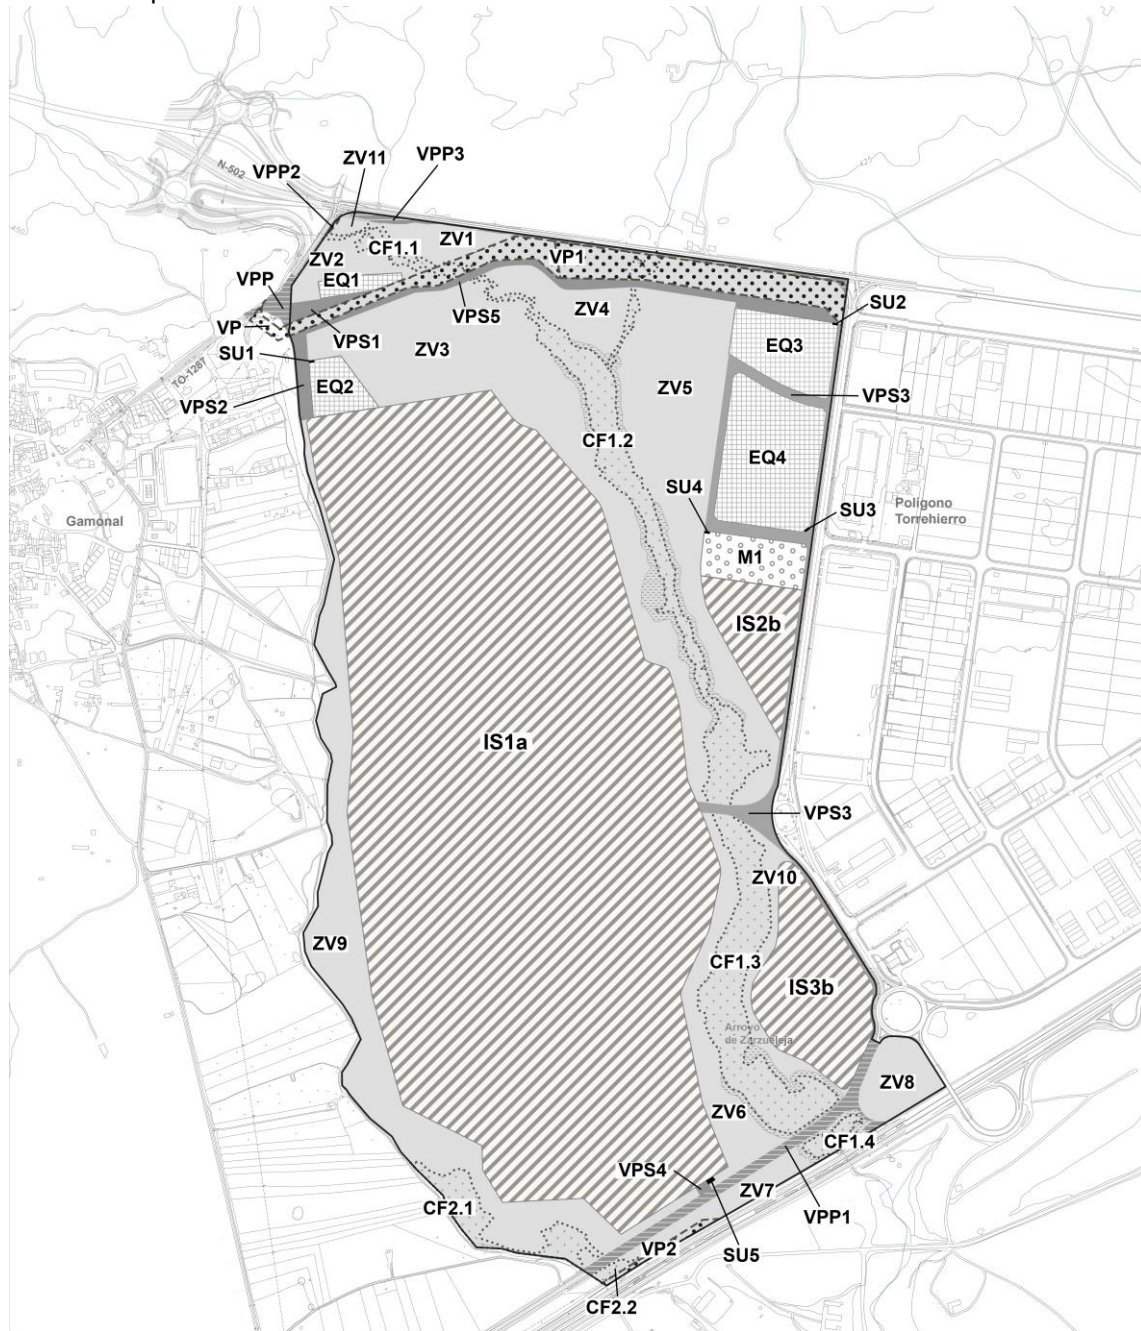 425
ZV11
VPP3
VPP2
N-502
450
CF1.1
ZV1
ZV2
VP1
EQ1
VPP
SU2
VP
VPS1
VPS5
ZV4
SU1
ZV3
EQ3
TO-1287
EQ2
ZV5
VPS3
VPS2
CF1.2
EQ4
SU4
Gamonal
Polígono
Torrehierro
SU3
M1
IS2b
IS1a
VPS3
ZV10
ZV9
CF1.3
IS3b
Arroyo
de Zarzueleja
ZV8
ZV6
CF1.4
VPS4
ZV7
CF2.1
VPP1
VP2
SU5
CF2.2